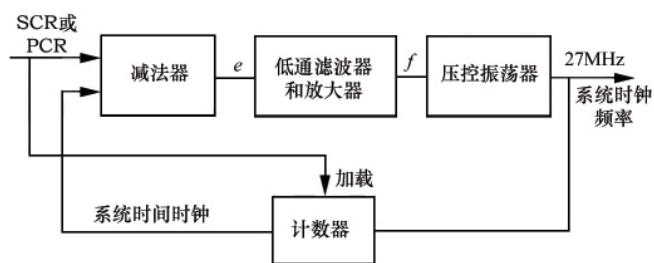 SCR或
PCR
减法器
e
低通滤波器
和放大器
f
压控振荡器
27MHz
系统时钟
频率
加载
系统时间时钟
计数器